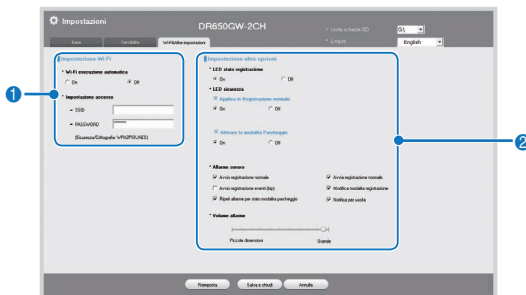 Impostazioni
DR650GW-2CH
Unità scheda SD
G:\
Lingua
English
Base
Sensibilità
Wi-Fi&Altre impostazioni
Impostazione Wi-Fi
* Wi-Fi esecuzione automatica
On Off
* Impostazione accesso
- SSID
- PASSWORD
(Sicurezza/Crittografia: WPA2PSK/AES)
Impostazione altre opzioni
* LED stato registrazione
On Off
* LED sicurezza
Applica in Registrazione normale
On Off
Attivare la modalità Parcheggio
On Off
* Allarme sonoro
Avvio registrazione normale
Avvia registrazione normale
Avvio registrazione eventi (bip)
Modifica modalità registrazione
Ripeti allarme per stato modalità parcheggio
Notifica per uscita
* Volume allarme
Piccole dimensioni
Grande
Reimposta
Salva e chiudi
Annulla
1
2